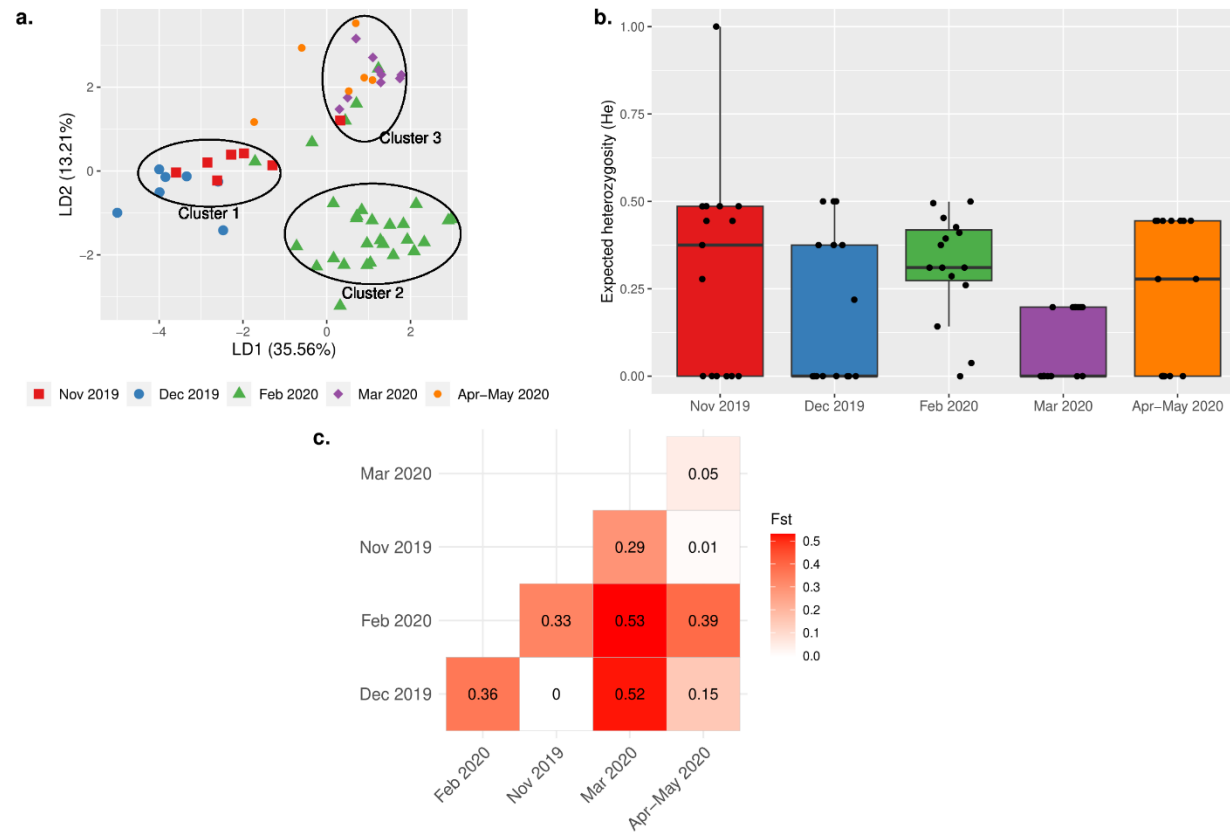 a.
2
0
−2
−4
−2
0
2
LD2 (13.21%)
LD1 (35.56%)
Cluster 1
Cluster 2
Cluster 3
Nov 2019 Dec 2019 Feb 2020 Mar 2020 Apr−May 2020
b.
1.00
0.75
0.50
0.25
0.00
Expected heterozygosity (He)
Nov 2019 Dec 2019 Feb 2020 Mar 2020 Apr−May 2020
c.
Mar 2020 0.05
Nov 2019 0.29 0.01
Feb 2020 0.33 0.53 0.39
Dec 2019 0.36 0 0.52 0.15
Feb 2020 Nov 2019 Mar 2020 Apr−May 2020
Fst
0.5
0.4
0.3
0.2
0.1
0.0